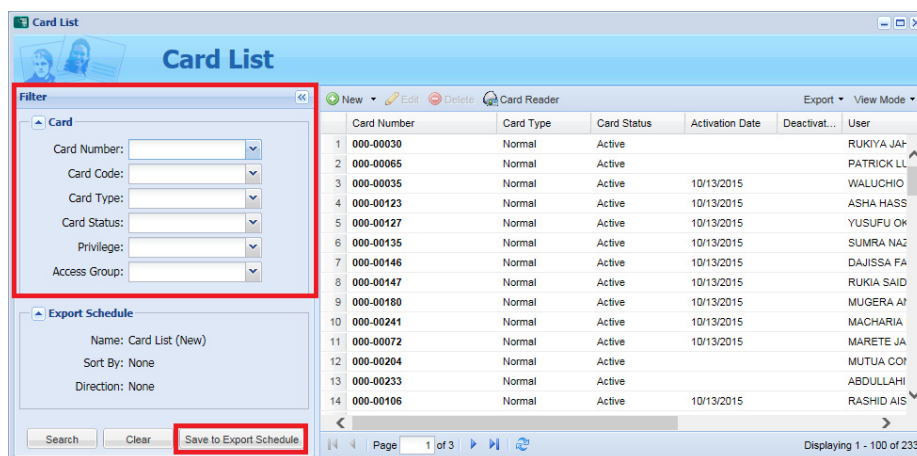 Card List
Card List
Filter
Card
Card Number:
Card Code:
Card Type:
Card Status:
Privilege:
Access Group:
Export Schedule
Name: Card List (New)
Sort By: None
Direction: None
Search Clear Save to Export Schedule
New Edit Delete Card Reader Export View Mode
Card Number Card Type Card Status Activation Date Deactivat... User
1 000-00030 Normal Active RUKIYA JAH
2 000-00065 Normal Active PATRICK LU
3 000-00035 Normal Active 10/13/2015 WALUCHIO
4 000-00123 Normal Active 10/13/2015 ASHA HASS
5 000-00127 Normal Active 10/13/2015 YUSUFU OK
6 000-00135 Normal Active 10/13/2015 SUMRA NAZ
7 000-00146 Normal Active 10/13/2015 DAJISSA FA
8 000-00147 Normal Active 10/13/2015 RUKIA SAID
9 000-00180 Normal Active 10/13/2015 MUGERA AN
10 000-00241 Normal Active 10/13/2015 MACHARIA
11 000-00072 Normal Active 10/13/2015 MARETE JA
12 000-00204 Normal Active MUTUA CON
13 000-00233 Normal Active ABDULLAHI
14 000-00106 Normal Active 10/13/2015 RASHID AIS
Page 1 of 3 Displaying 1 - 100 of 233